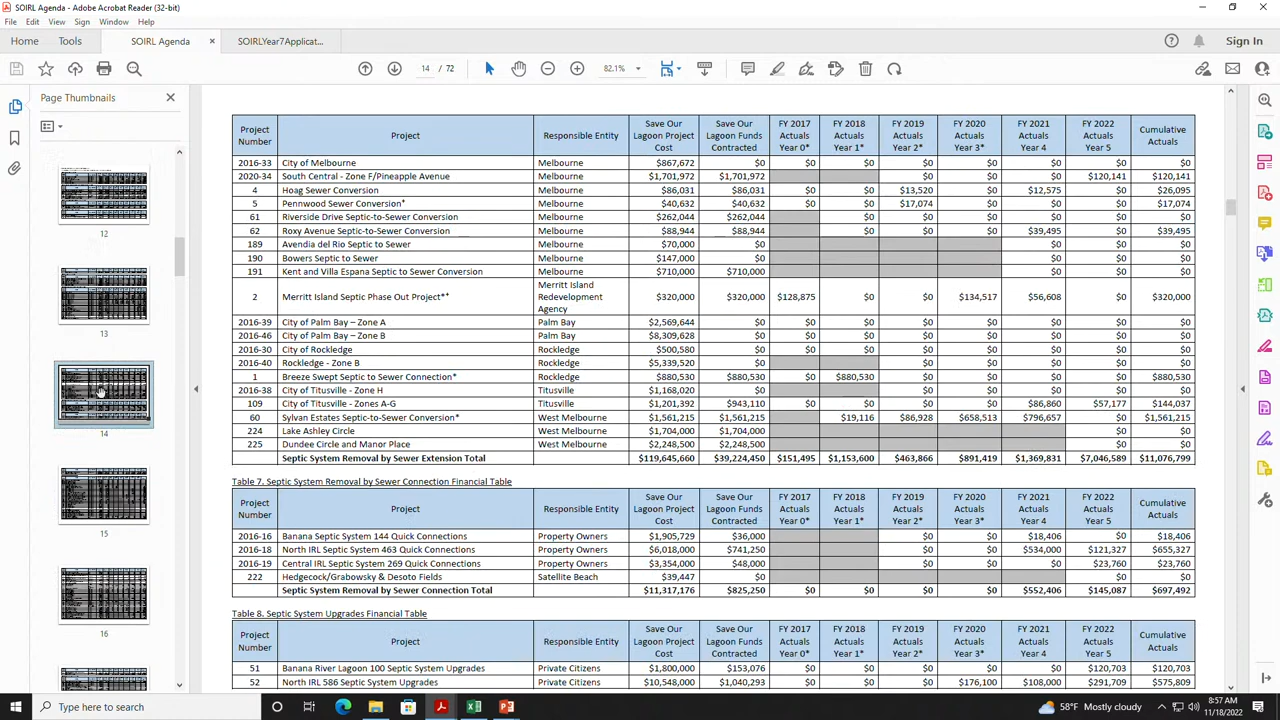 SOIRL Agenda - Adobe Acrobat Reader (32-bit)
File Edit View Sign Window Help
Home Tools SOIRL Agenda × SOIRLYear7Applicat... Sign In
14 / 72 82.1%
Page Thumbnails
12
13
14
15
16
Project Number Project Responsible Entity Save Our Lagoon Project Cost Save Our Lagoon Funds Contracted FY 2017 Actuals Year 0* FY 2018 Actuals Year 1* FY 2019 Actuals Year 2* FY 2020 Actuals Year 3* FY 2021 Actuals Year 4 FY 2022 Actuals Year 5 Cumulative Actuals
2016-33 City of Melbourne Melbourne $867,672 $0 $0 $0 $0 $0 $0 $0 $0
2020-34 South Central - Zone F/Pineapple Avenue Melbourne $1,701,972 $1,701,972 $0 $0 $0 $120,141 $120,141
4 Hoag Sewer Conversion Melbourne $86,031 $86,031 $0 $0 $13,520 $0 $12,575 $0 $26,095
5 Pennwood Sewer Conversion* Melbourne $40,632 $40,632 $0 $0 $17,074 $0 $0 $0 $17,074
61 Riverside Drive Septic-to-Sewer Conversion Melbourne $262,044 $262,044 $0 $0 $0 $0 $0 $0
62 Roxy Avenue Septic-to-Sewer Conversion Melbourne $88,944 $88,944 $0 $0 $0 $39,495 $0 $39,495
189 Avendia del Rio Septic to Sewer Melbourne $70,000 $0 $0 $0 $0
190 Bowers Septic to Sewer Melbourne $147,000 $0 $0 $0 $0
191 Kent and Villa Espana Septic to Sewer Conversion Melbourne $710,000 $710,000 $0 $0 $0
2 Merritt Island Septic Phase Out Project*⁺ Merritt Island Redevelopment Agency $320,000 $320,000 $128,875 $0 $0 $134,517 $56,608 $0 $320,000
2016-39 City of Palm Bay – Zone A Palm Bay $2,569,644 $0 $0 $0 $0 $0 $0 $0 $0
2016-46 City of Palm Bay – Zone B Palm Bay $8,309,628 $0 $0 $0 $0 $0 $0 $0 $0
2016-30 City of Rockledge Rockledge $500,580 $0 $0 $0 $0 $0 $0 $0 $0
2016-40 Rockledge - Zone B Rockledge $5,339,520 $0 $0 $0 $0 $0 $0
1 Breeze Swept Septic to Sewer Connection* Rockledge $880,530 $880,530 $0 $880,530 $0 $0 $0 $0 $880,530
2016-38 City of Titusville - Zone H Titusville $1,168,020 $0 $0 $0 $0 $0 $0
109 City of Titusville - Zones A-G Titusville $1,201,392 $943,110 $0 $0 $0 $0 $86,860 $57,177 $144,037
60 Sylvan Estates Septic-to-Sewer Conversion* West Melbourne $1,561,215 $1,561,215 $19,116 $86,928 $658,513 $796,657 $0 $1,561,215
224 Lake Ashley Circle West Melbourne $1,704,000 $1,704,000 $0 $0
225 Dundee Circle and Manor Place West Melbourne $2,248,500 $2,248,500 $0 $0
Septic System Removal by Sewer Extension Total $119,645,660 $39,224,450 $151,495 $1,153,600 $463,866 $891,419 $1,369,831 $7,046,589 $11,076,799
Table 7. Septic System Removal by Sewer Connection Financial Table
Project Number Project Responsible Entity Save Our Lagoon Project Cost Save Our Lagoon Funds Contracted FY 2017 Actuals Year 0* FY 2018 Actuals Year 1* FY 2019 Actuals Year 2* FY 2020 Actuals Year 3* FY 2021 Actuals Year 4 FY 2022 Actuals Year 5 Cumulative Actuals
2016-16 Banana Septic System 144 Quick Connections Property Owners $1,905,729 $36,000 $0 $0 $18,406 $0 $18,406
2016-18 North IRL Septic System 463 Quick Connections Property Owners $6,018,000 $741,250 $0 $0 $534,000 $121,327 $655,327
2016-19 Central IRL Septic System 269 Quick Connections Property Owners $3,354,000 $48,000 $0 $0 $0 $23,760 $23,760
222 Hedgecock/Grabowsky & Desoto Fields Satellite Beach $39,447 $0 $0 $0
Septic System Removal by Sewer Connection Total $11,317,176 $825,250 $0 $0 $0 $0 $552,406 $145,087 $697,492
Table 8. Septic System Upgrades Financial Table
Project Number Project Responsible Entity Save Our Lagoon Project Cost Save Our Lagoon Funds Contracted FY 2017 Actuals Year 0* FY 2018 Actuals Year 1* FY 2019 Actuals Year 2* FY 2020 Actuals Year 3* FY 2021 Actuals Year 4 FY 2022 Actuals Year 5 Cumulative Actuals
51 Banana River Lagoon 100 Septic System Upgrades Private Citizens $1,800,000 $153,076 $0 $0 $0 $120,703 $120,703
52 North IRL 586 Septic System Upgrades Private Citizens $10,548,000 $1,040,293 $0 $176,100 $108,000 $291,709 $575,809
Type here to search 58°F Mostly cloudy 8:57 AM
11/18/2022